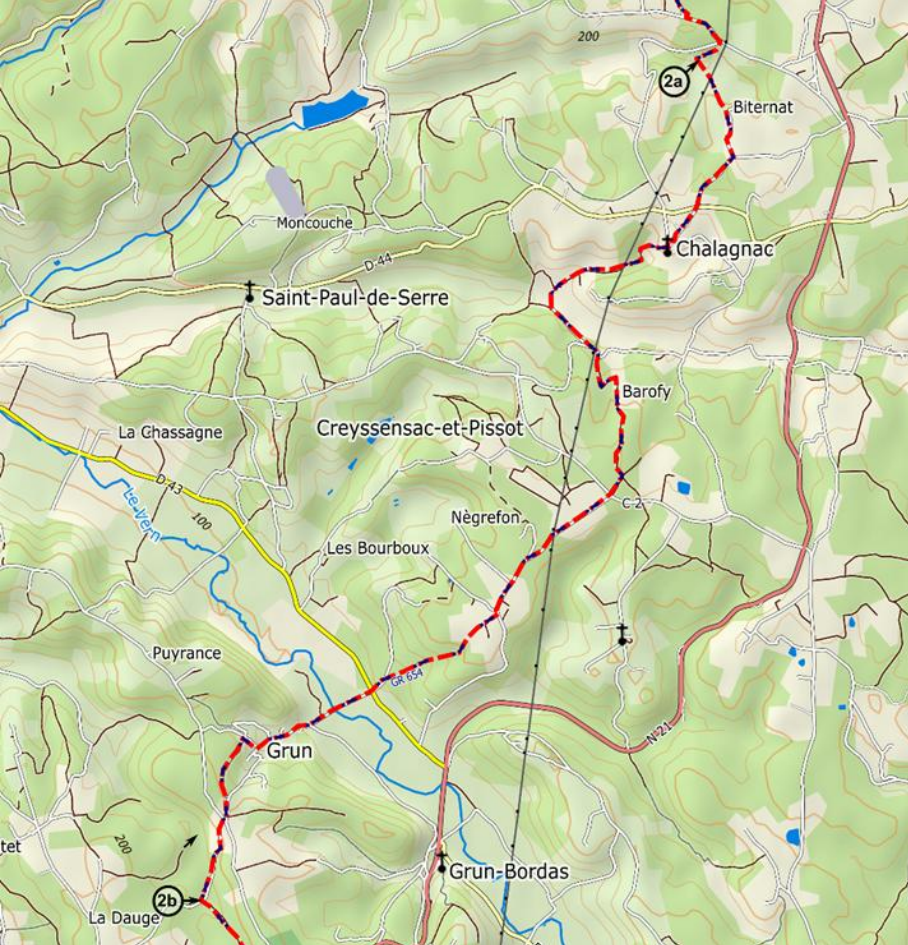 200
2a
Biternat
Moncouche
Chalagnac
D 44
Saint-Paul-de-Serre
Barofy
La Chassagne
Creyssensac-et-Pissot
D 43
C 2
Le Vern
100
Nègrefon
Les Bourboux
Puyrance
GR 654
N 21
Grun
200
tet
Grun-Bordas
2b
La Dauge